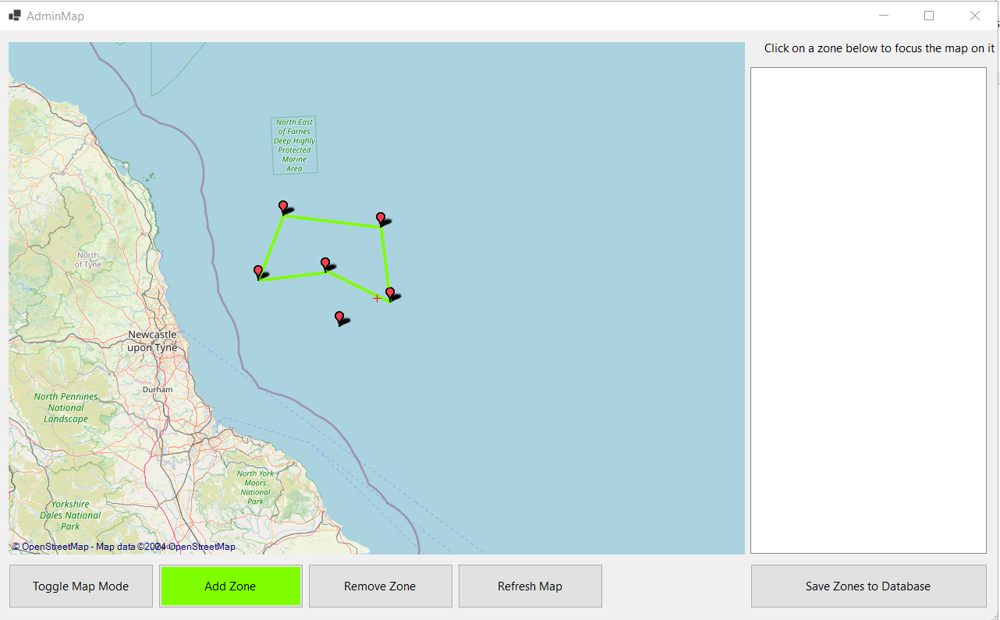 AdminMap
Click on a zone below to focus the map on it
North East
of Farnes
Deep Highly
Protected
Marine
Area
North
of Tyne
Newcastle
upon Tyne
Durham
North Pennines
National
Landscape
North York
Moors
National
Park
Yorkshire
Dales National
Park
© OpenStreetMap - Map data ©2024 OpenStreetMap
Toggle Map Mode
Add Zone
Remove Zone
Refresh Map
Save Zones to Database